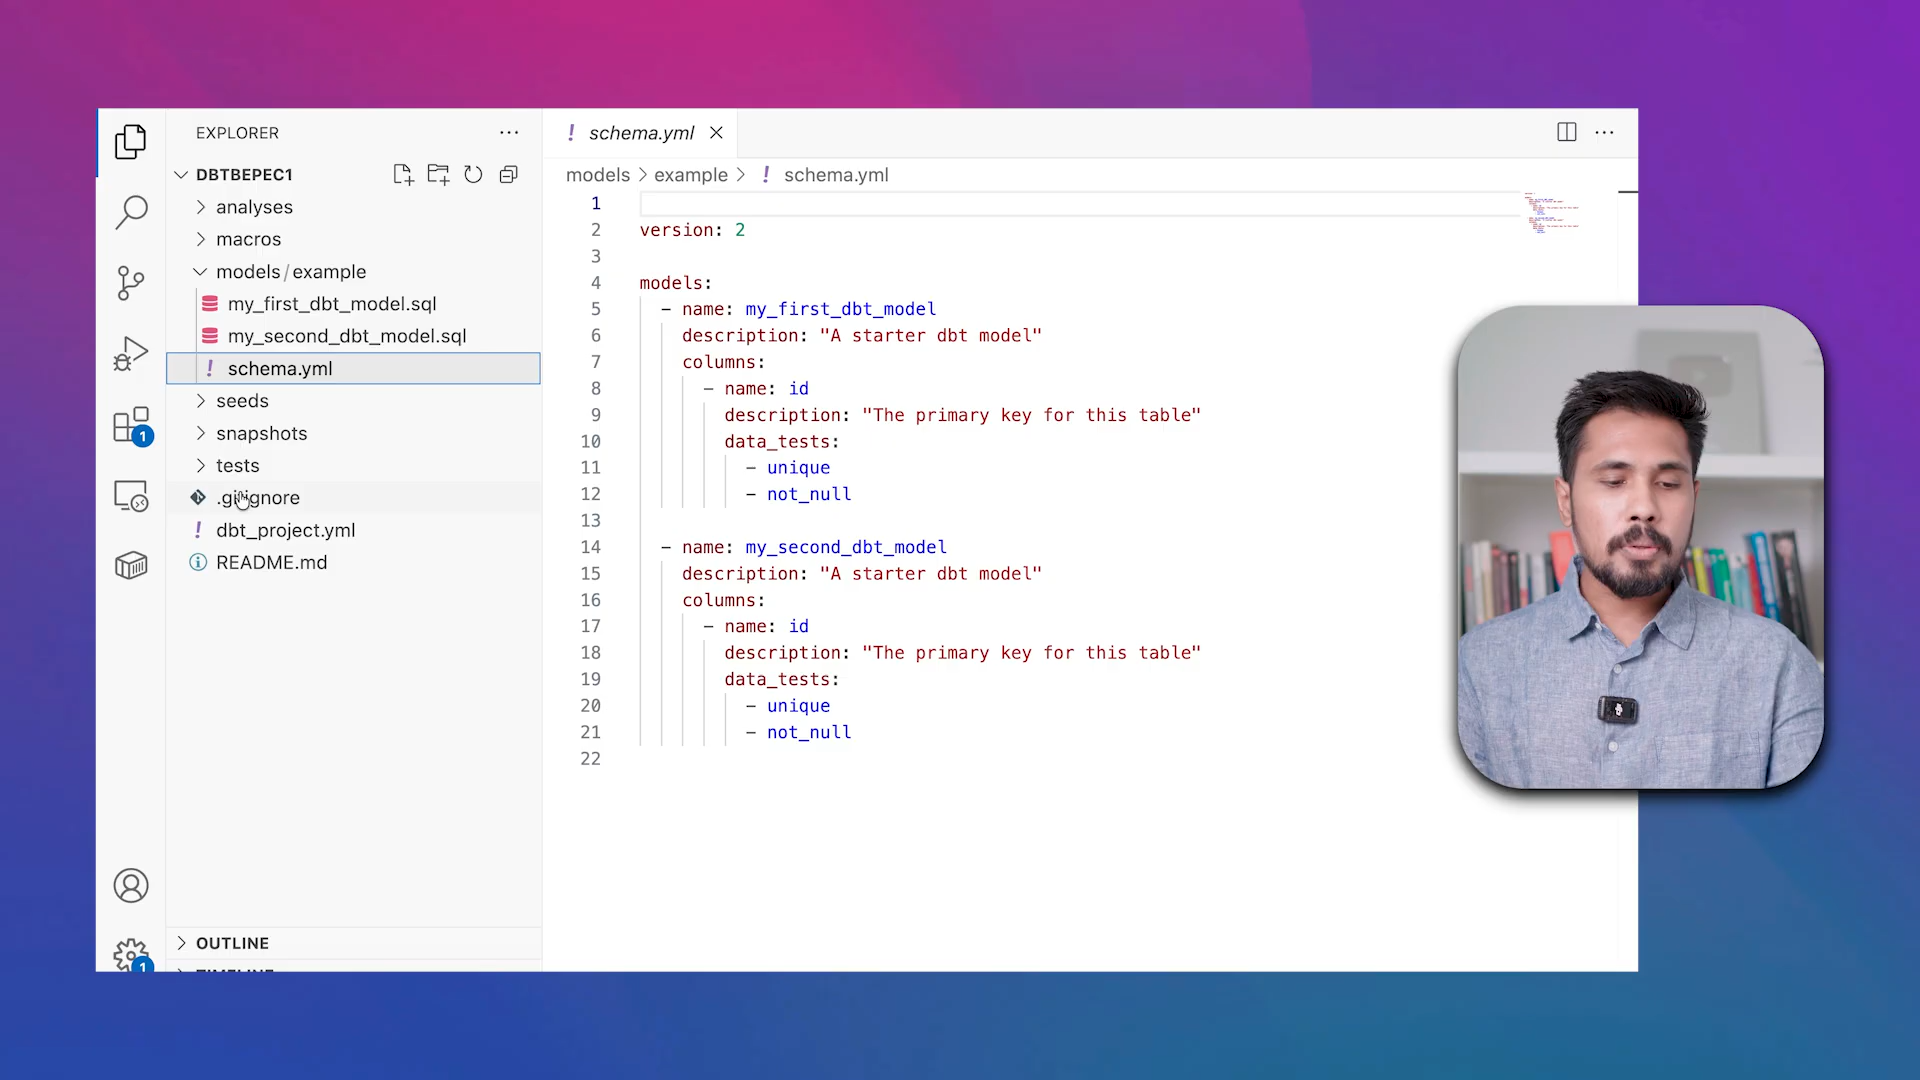 EXPLORER
DBTBEPEC1
analyses
macros
models/example
my_first_dbt_model.sql
my_second_dbt_model.sql
schema.yml
seeds
snapshots
tests
.gitignore
dbt_project.yml
README.md
OUTLINE
TIMELINE
1
1
schema.yml
models > example > schema.yml
1
2 version: 2
3
4 models:
5 - name: my_first_dbt_model
6 description: "A starter dbt model"
7 columns:
8 - name: id
9 description: "The primary key for this table"
10 data_tests:
11 - unique
12 - not_null
13
14 - name: my_second_dbt_model
15 description: "A starter dbt model"
16 columns:
17 - name: id
18 description: "The primary key for this table"
19 data_tests:
20 - unique
21 - not_null
22